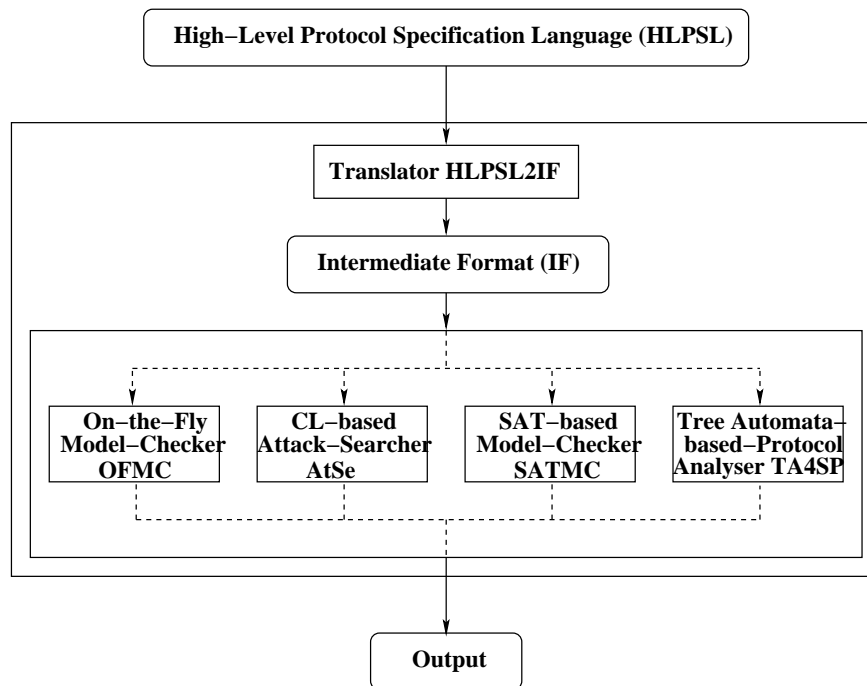 High−Level Protocol Specification Language (HLPSL)
Translator HLPSL2IF
Intermediate Format (IF)
On−the−Fly
Model−Checker
OFMC
CL−based
Attack−Searcher
AtSe
SAT−based
Model−Checker
SATMC
Tree Automata−
based−Protocol
Analyser TA4SP
Output